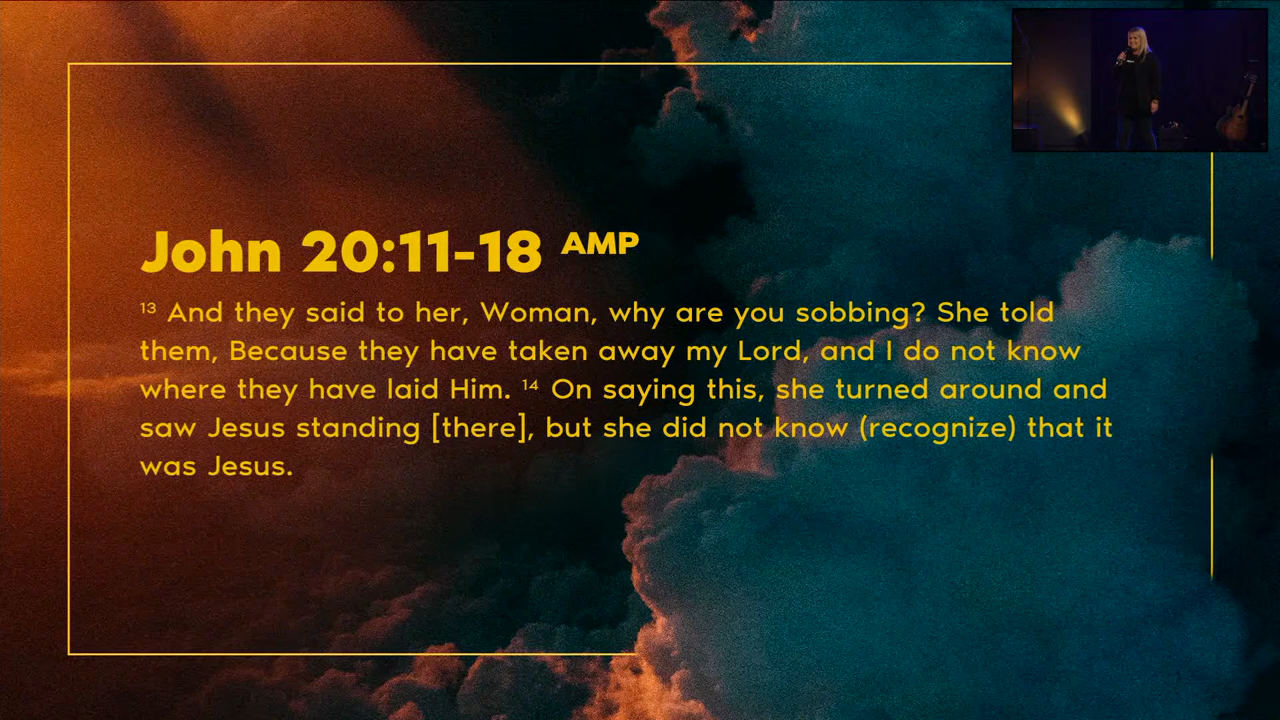 John 20:11-18 AMP
¹³ And they said to her, Woman, why are you sobbing? She told
them, Because they have taken away my Lord, and I do not know
where they have laid Him. ¹⁴ On saying this, she turned around and
saw Jesus standing [there], but she did not know (recognize) that it
was Jesus.